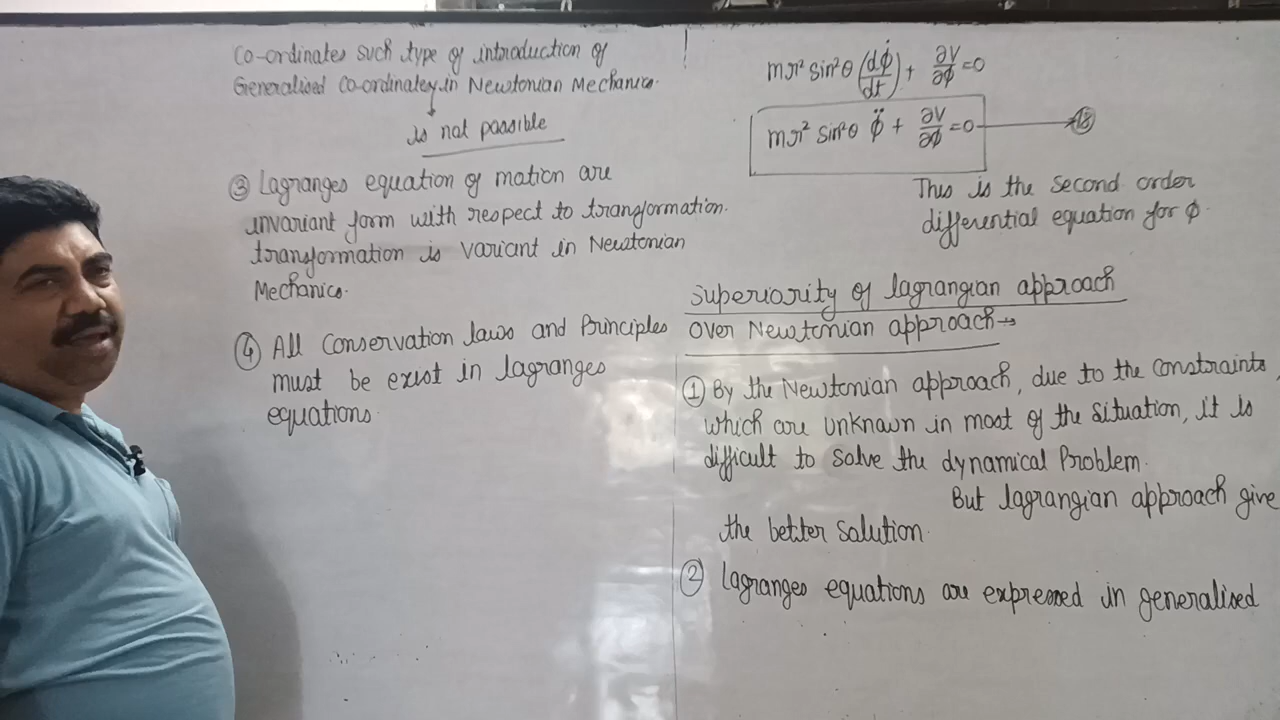 Co-ordinates such type of introduction of
Generalised Co-ordinates in Newtonian Mechanics.
is not possible
③ Lagranges equation of motion are
invariant form with respect to transformation.
transformation is variant in Newtonian
Mechanics.
④ All Conservation laws and Principles
must be exist in lagranges
equations.
mr² sin²θ (dφ̇/dt) + ∂V/∂φ = 0
mr² sin²θ φ̈ + ∂V/∂φ = 0 → ⑱
This is the second order
differential equation for φ.
Superiority of lagrangian approach
over Newtonian approach →
① By the Newtonian approach, due to the constraints,
which are unknown in most of the situation, it is
difficult to solve the dynamical Problem.
But lagrangian approach give
the better solution.
② Lagranges equations are expressed in generalised